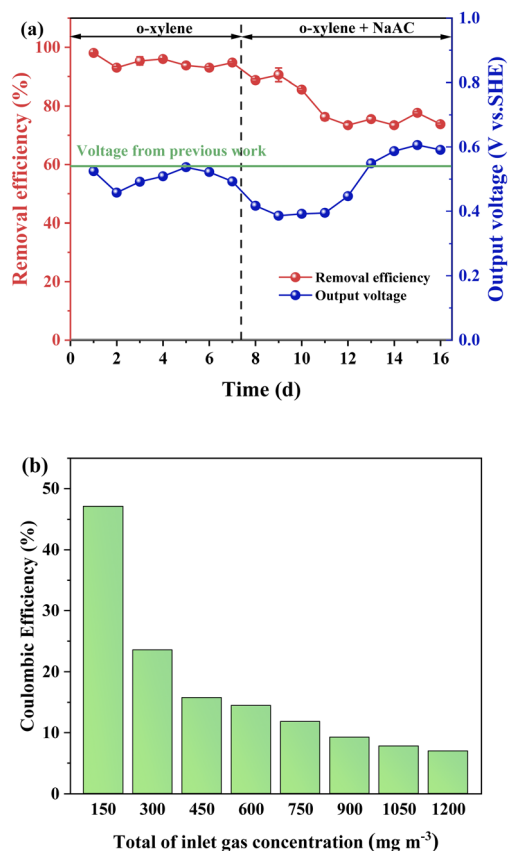 (a)
o-xylene
o-xylene + NaAC
100
80
60
40
20
0
Removal efficiency (%)
1.0
0.8
0.6
0.4
0.2
0.0
Output voltage (V vs.SHE)
Voltage from previous work
Removal efficiency
Output voltage
0 2 4 6 8 10 12 14 16
Time (d)
(b)
50
40
30
20
10
0
Coulombic Efficiency (%)
150 300 450 600 750 900 1050 1200
Total of inlet gas concentration (mg m⁻³)